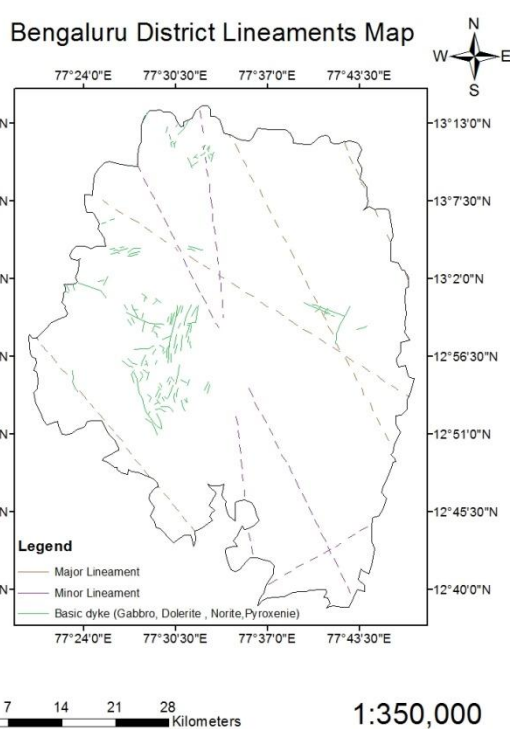 Bengaluru District Lineaments Map
N
W E
S
77°24'0"E 77°30'30"E 77°37'0"E 77°43'30"E
N 13°13'0"N
N 13°7'30"N
N 13°2'0"N
N 12°56'30"N
N 12°51'0"N
N 12°45'30"N
N 12°40'0"N
Legend
Major Lineament
Minor Lineament
Basic dyke (Gabbro, Dolerite , Norite,Pyroxenie)
77°24'0"E 77°30'30"E 77°37'0"E 77°43'30"E
7 14 21 28
Kilometers
1:350,000